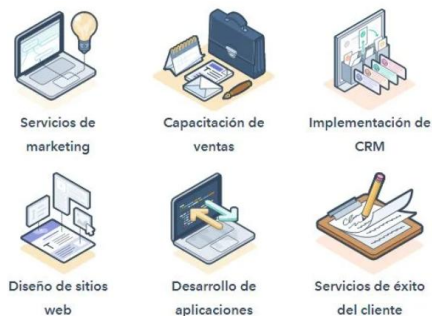 Servicios de
marketing
Capacitación de
ventas
Implementación de
CRM
Diseño de sitios
web
Desarrollo de
aplicaciones
Servicios de éxito
del cliente